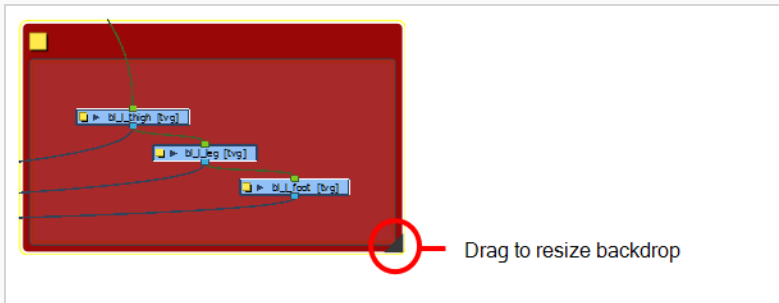 bl_l_thigh [tvg]
bl_l_leg [tvg]
bl_l_foot [tvg]
Drag to resize backdrop